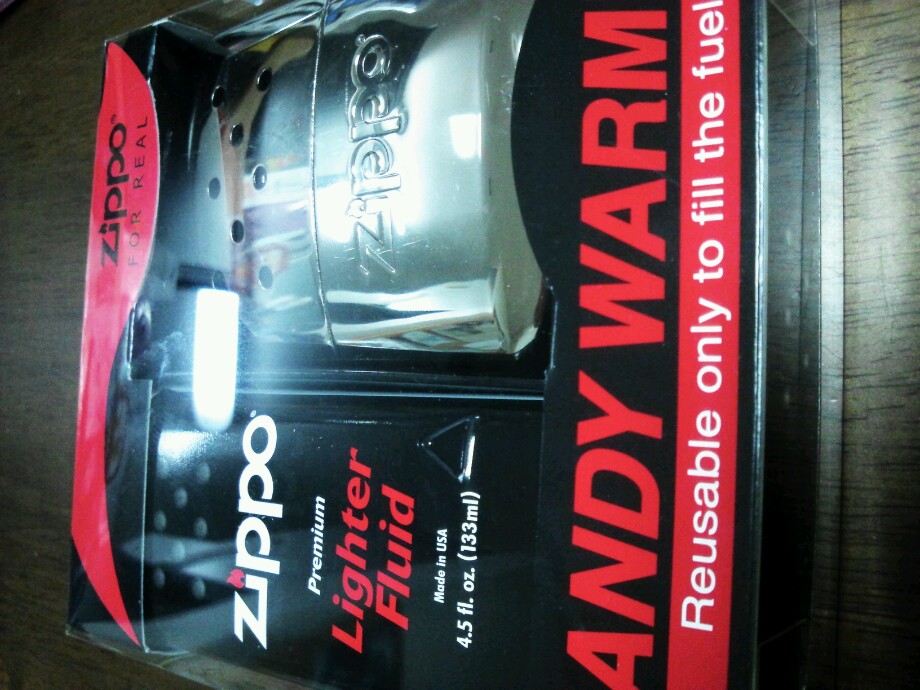 Zippo
FOR REAL
Zippo
Zippo
Premium
Lighter
Fluid
Made in USA
4.5 fl. oz. (133ml)
ANDY WARM
Reusable only to fill the fuel